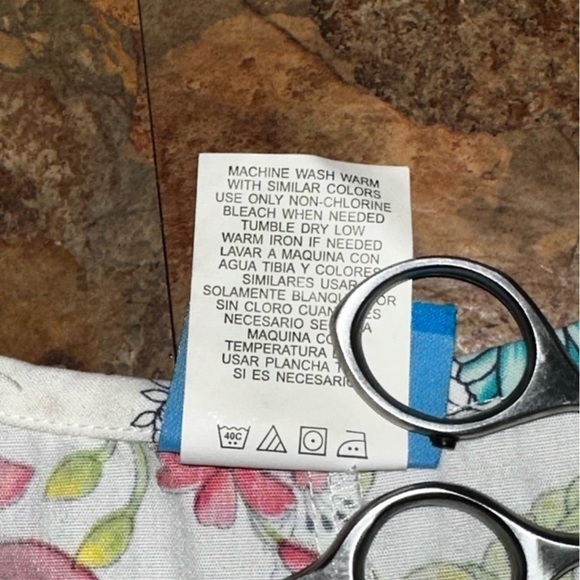 MACHINE WASH WARM
WITH SIMILAR COLORS
USE ONLY NON-CHLORINE
BLEACH WHEN NEEDED
TUMBLE DRY LOW
WARM IRON IF NEEDED
LAVAR A MAQUINA CON
AGUA TIBIA Y COLORES
SIMILARES USAR
SOLAMENTE
SIN CLORO
NECESARIO
MAQUINA
TEMPERATURA
USAR PLANCHA
SI ES NECESARIO
40C